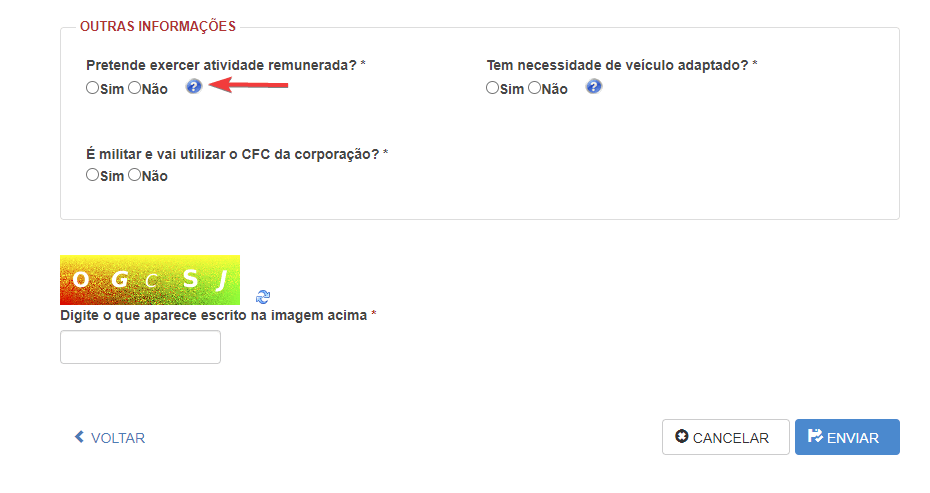 OUTRAS INFORMAÇÕES
Pretende exercer atividade remunerada? * Tem necessidade de veículo adaptado? *
Sim Não ? Sim Não ?
É militar e vai utilizar o CFC da corporação? *
Sim Não
O G C S J
Digite o que aparece escrito na imagem acima *
VOLTAR CANCELAR ENVIAR